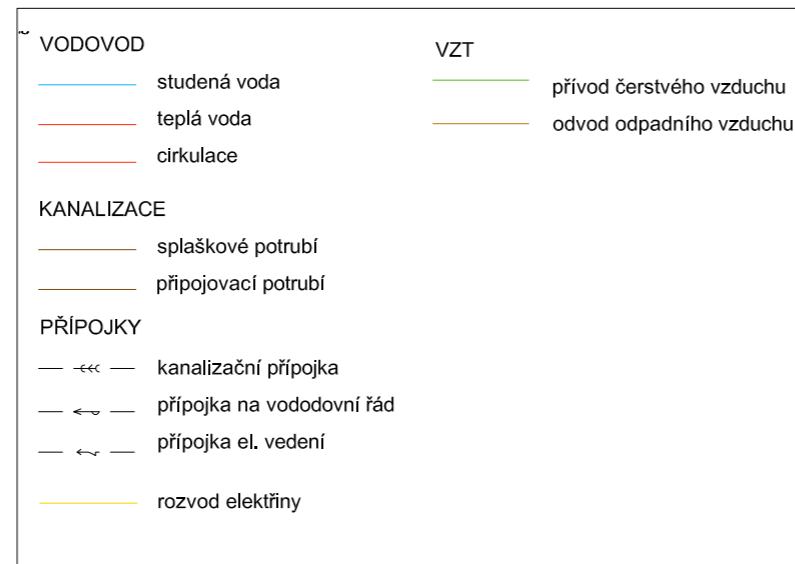 VODOVOD
studená voda
teplá voda
cirkulace
KANALIZACE
splaškové potrubí
připojovací potrubí
PŘÍPOJKY
kanalizační přípojka
přípojka na vododovní řád
přípojka el. vedení
rozvod elektřiny
VZT
přívod čerstvého vzduchu
odvod odpadního vzduchu